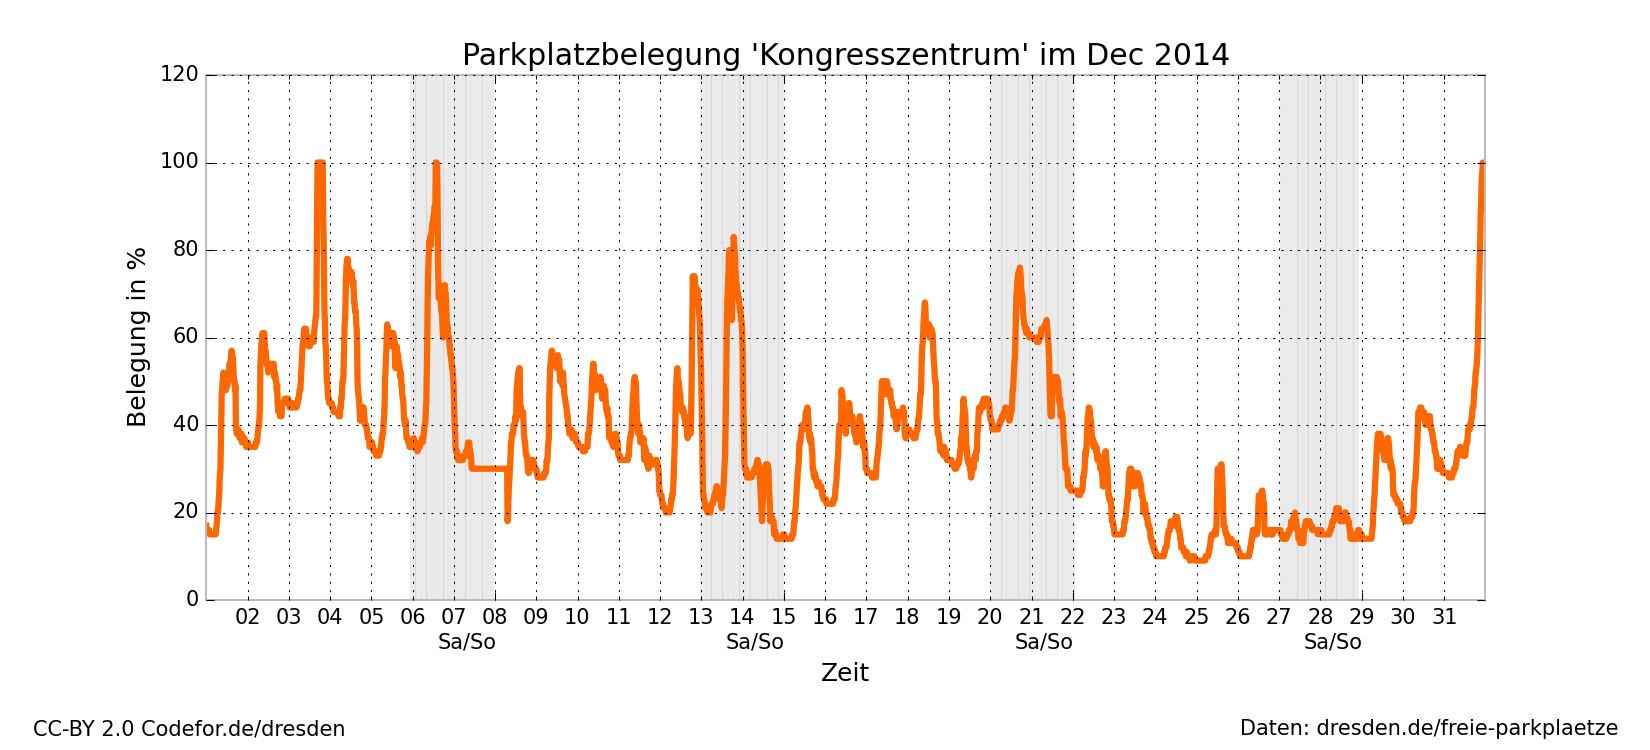 Parkplatzbelegung 'Kongresszentrum' im Dec 2014
120
100
80
60
40
20
0
Belegung in %
02 03 04 05 06 07 08 09 10 11 12 13 14 15 16 17 18 19 20 21 22 23 24 25 26 27 28 29 30 31
Sa/So Sa/So Sa/So Sa/So
Zeit
CC-BY 2.0 Codefor.de/dresden
Daten: dresden.de/freie-parkplaetze